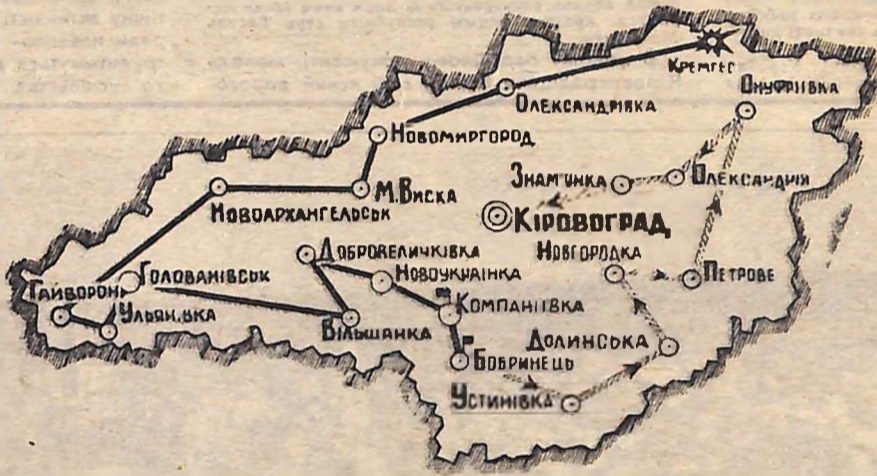 КРЕМГЕС
ОНУФРІЇВКА
ОЛЕКСАНДРІВКА
НОВОМИРГОРОД
ЗНАМ'ЯНКА
ОЛЕКСАНДРІЯ
М.ВИСКА
НОВОАРХАНГЕЛЬСЬК
КІРОВОГРАД
ДОБРОВЕЛИЧКІВКА
НОВГОРОДКА
НОВОУКРАЇНКА
ПЕТРОВЕ
ГОЛОВАНІВСЬК
ГАЙВОРОН
КОМПАНІЇВКА
УЛЬЯНІВКА
ВІЛЬШАНКА
ДОЛИНСЬКА
БОБРИНЕЦЬ
УСТИНІВКА